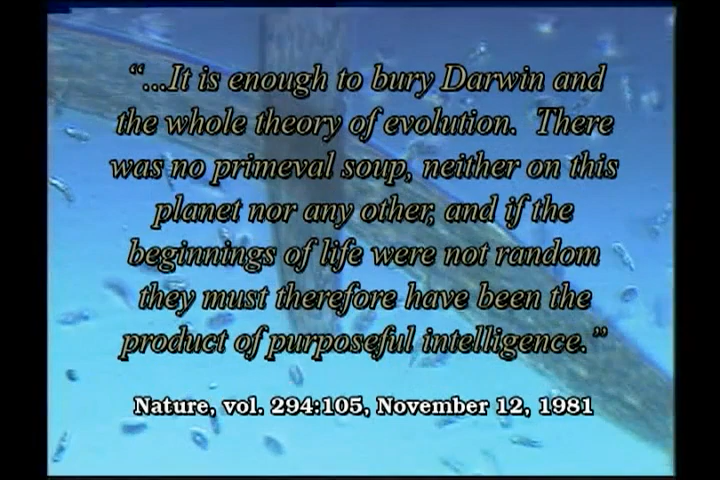 “...It is enough to bury Darwin and
the whole theory of evolution. There
was no primeval soup, neither on this
planet nor any other, and if the
beginnings of life were not random
they must therefore have been the
product of purposeful intelligence.”
Nature, vol. 294:105, November 12, 1981